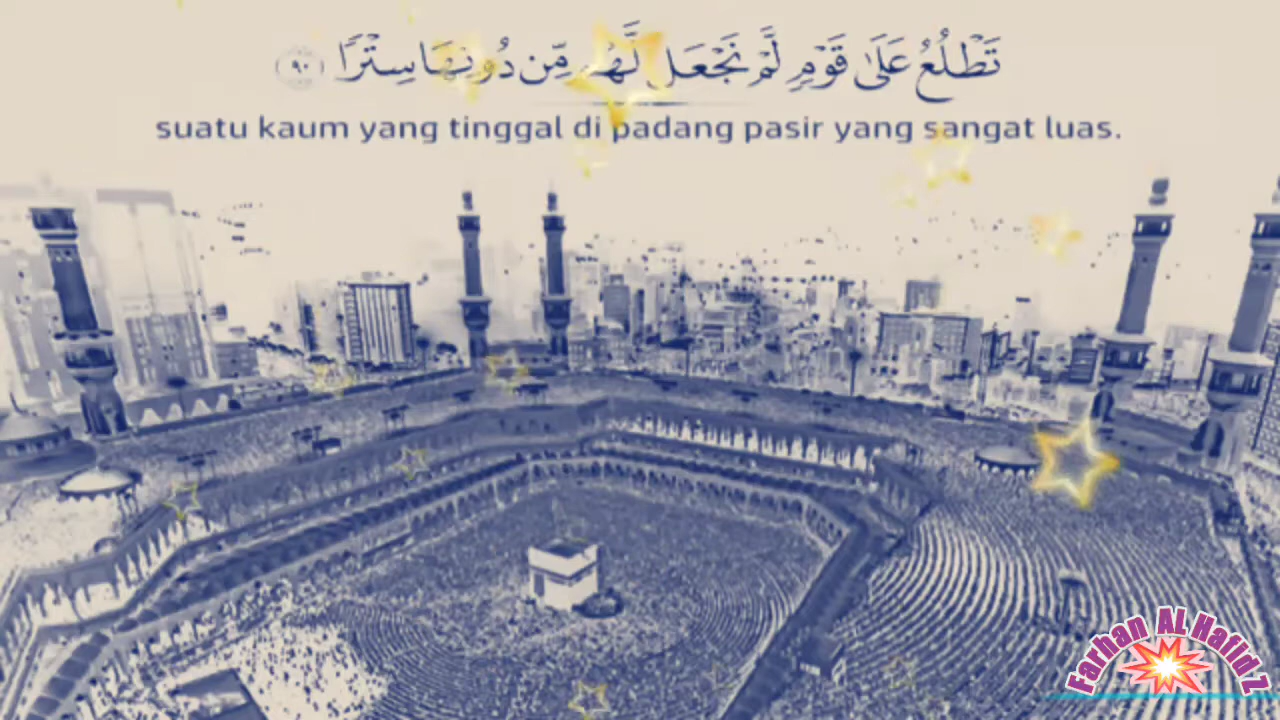 تَطْلُعُ عَلَىٰ قَوْمٍ لَّمْ نَجْعَل لَّهُم مِّن دُونِهَا سِتْرًا ٩٠
suatu kaum yang tinggal di padang pasir yang sangat luas.
Farhan AL HafidZ